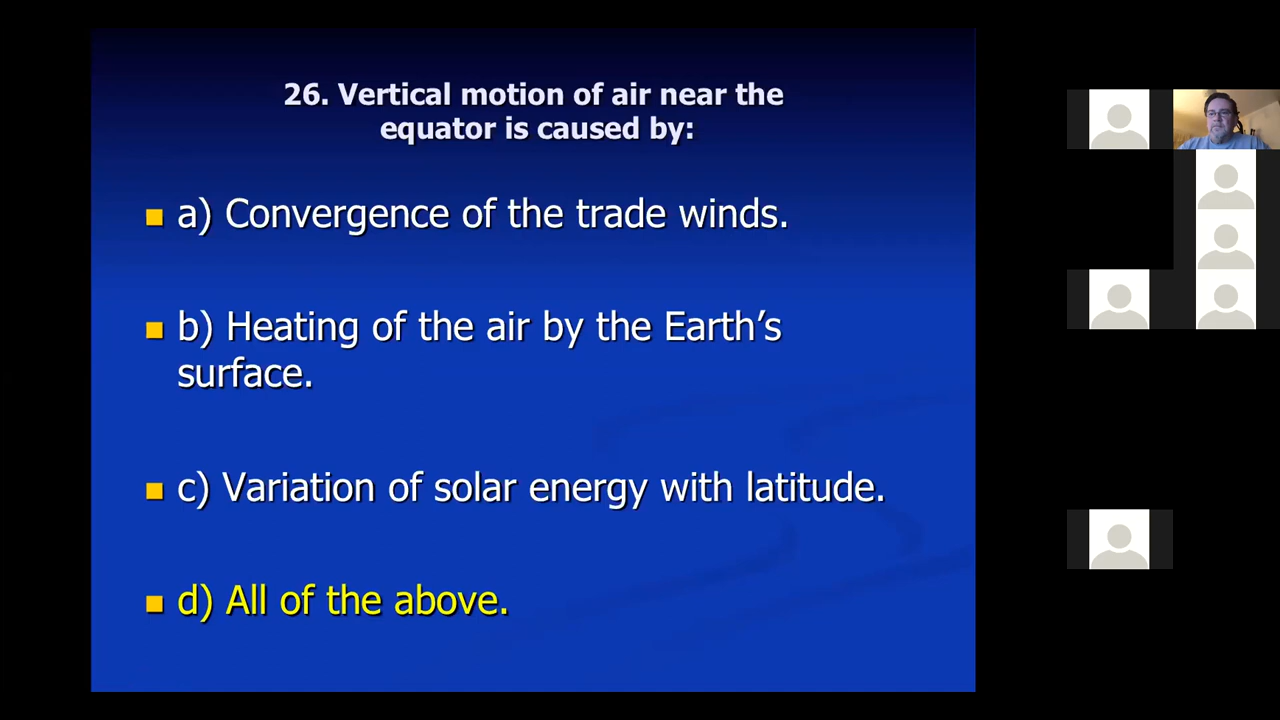 26. Vertical motion of air near the
equator is caused by:
a) Convergence of the trade winds.
b) Heating of the air by the Earth’s
surface.
c) Variation of solar energy with latitude.
d) All of the above.